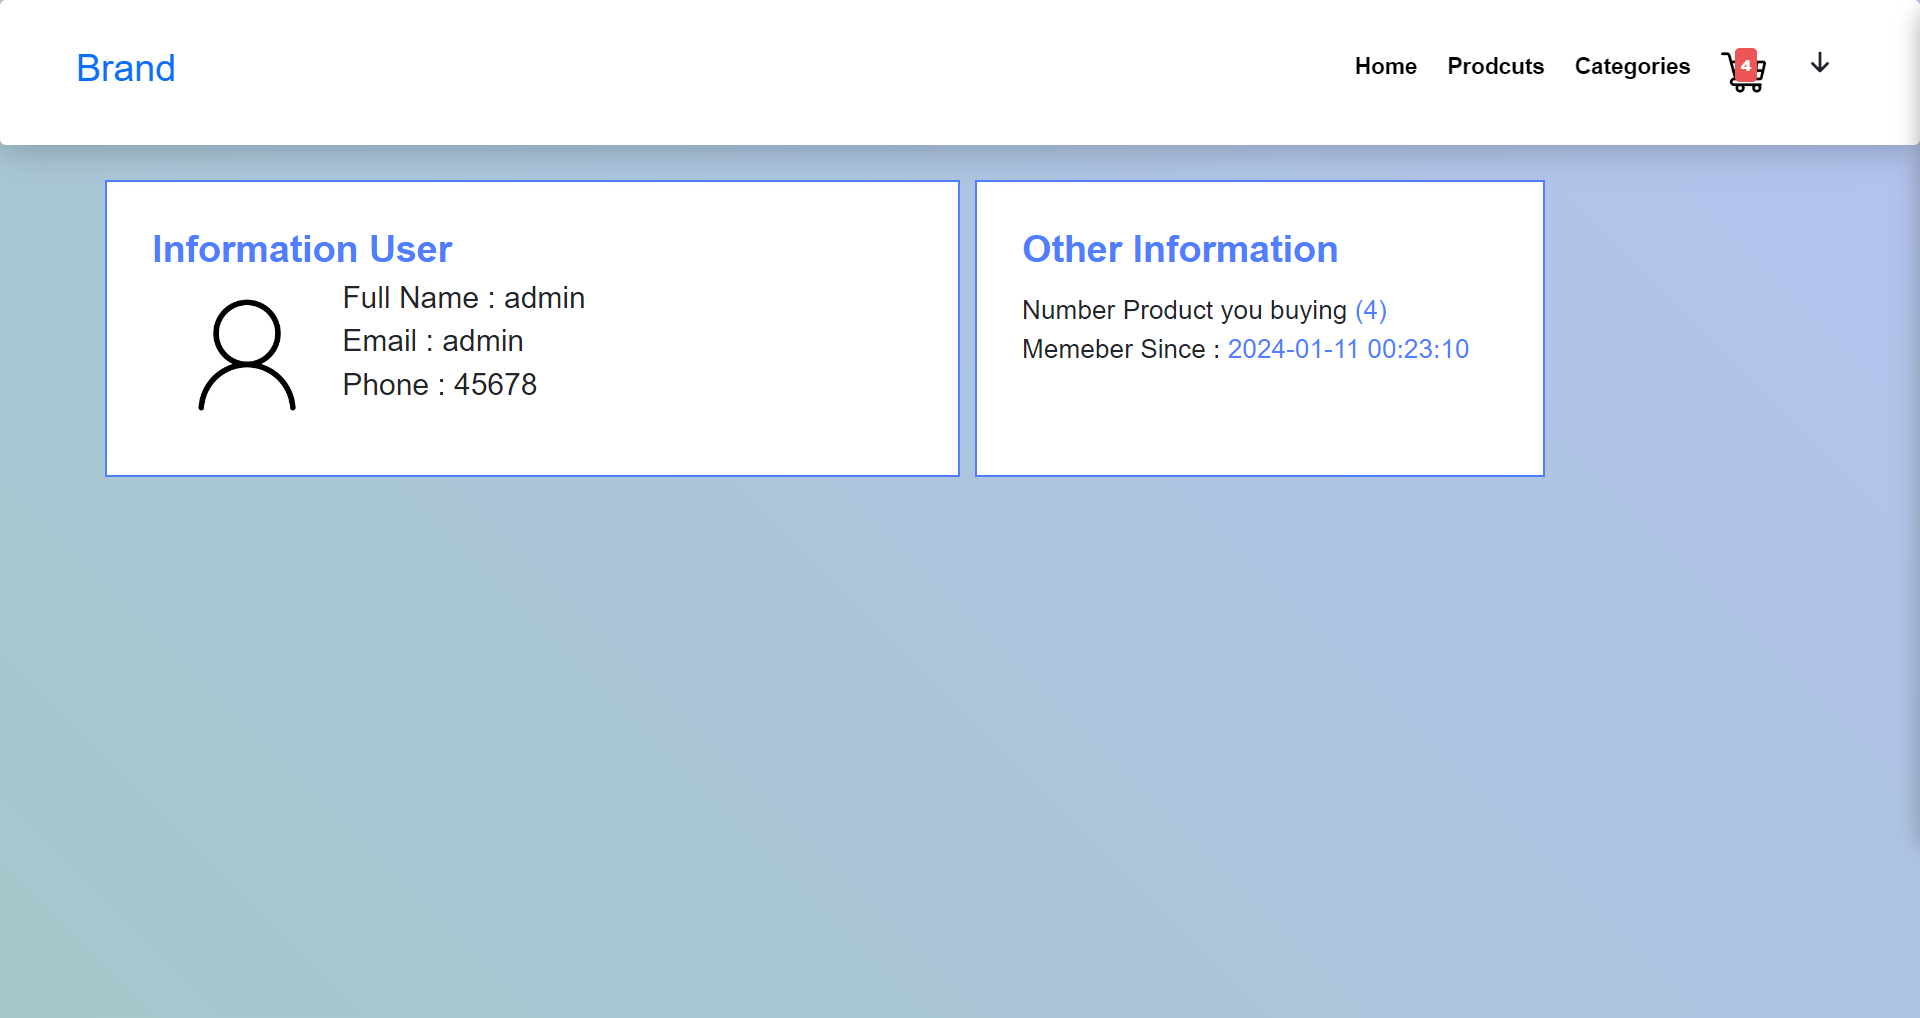 Brand
Home Prodcuts Categories 4
Information User
Full Name : admin
Email : admin
Phone : 45678
Other Information
Number Product you buying (4)
Memeber Since : 2024-01-11 00:23:10